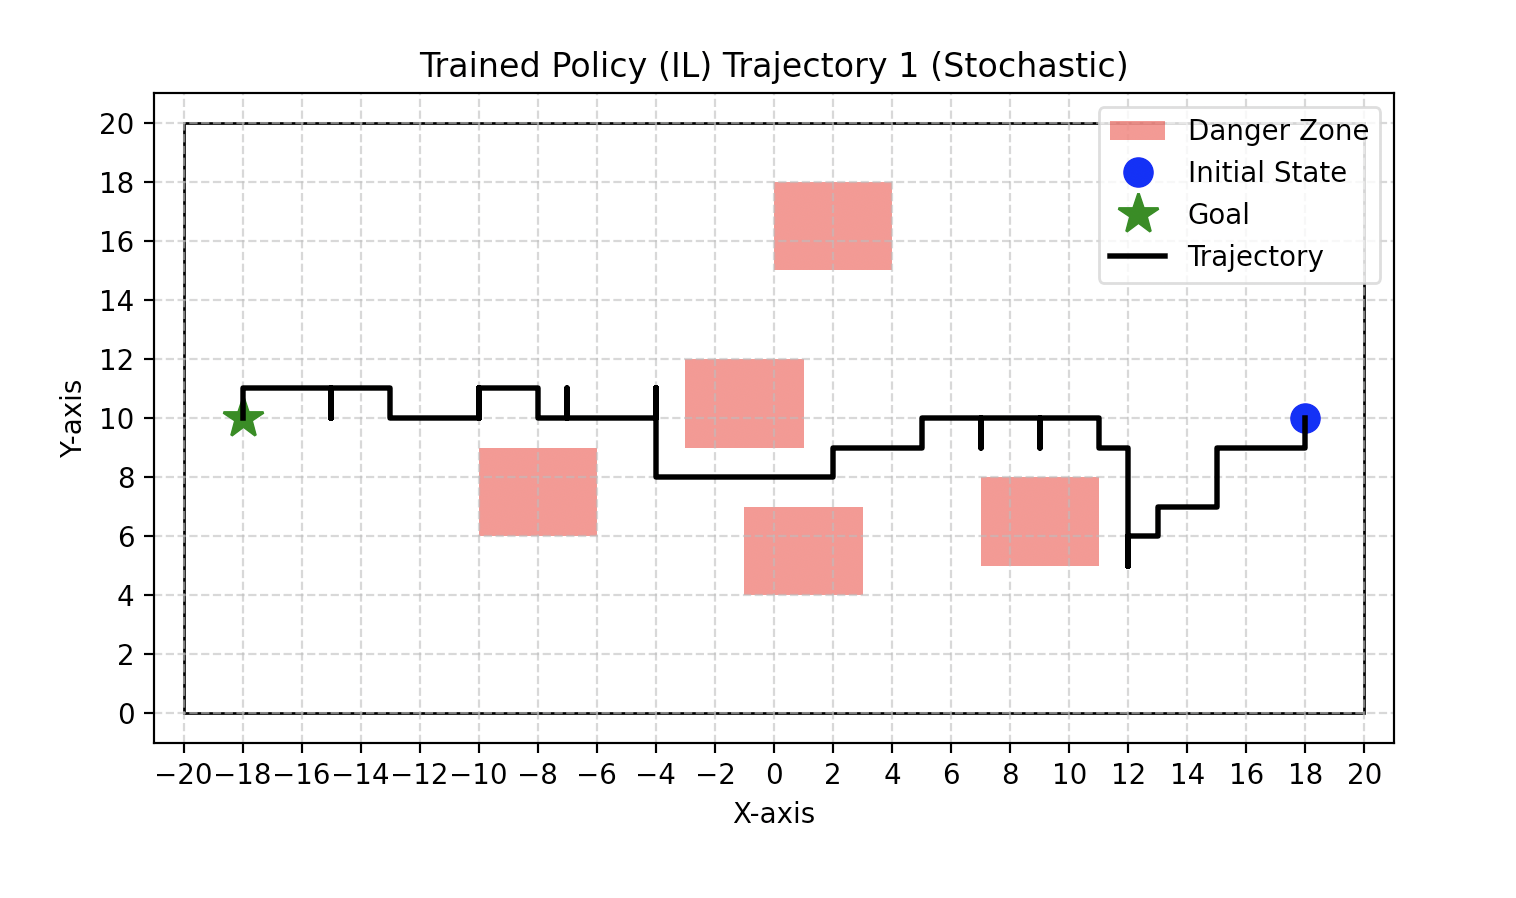 Trained Policy (IL) Trajectory 1 (Stochastic)
Danger Zone
Initial State
Goal
Trajectory
20
18
16
14
12
10
8
6
4
2
0
Y-axis
−20 −18 −16 −14 −12 −10 −8 −6 −4 −2 0 2 4 6 8 10 12 14 16 18 20
X-axis